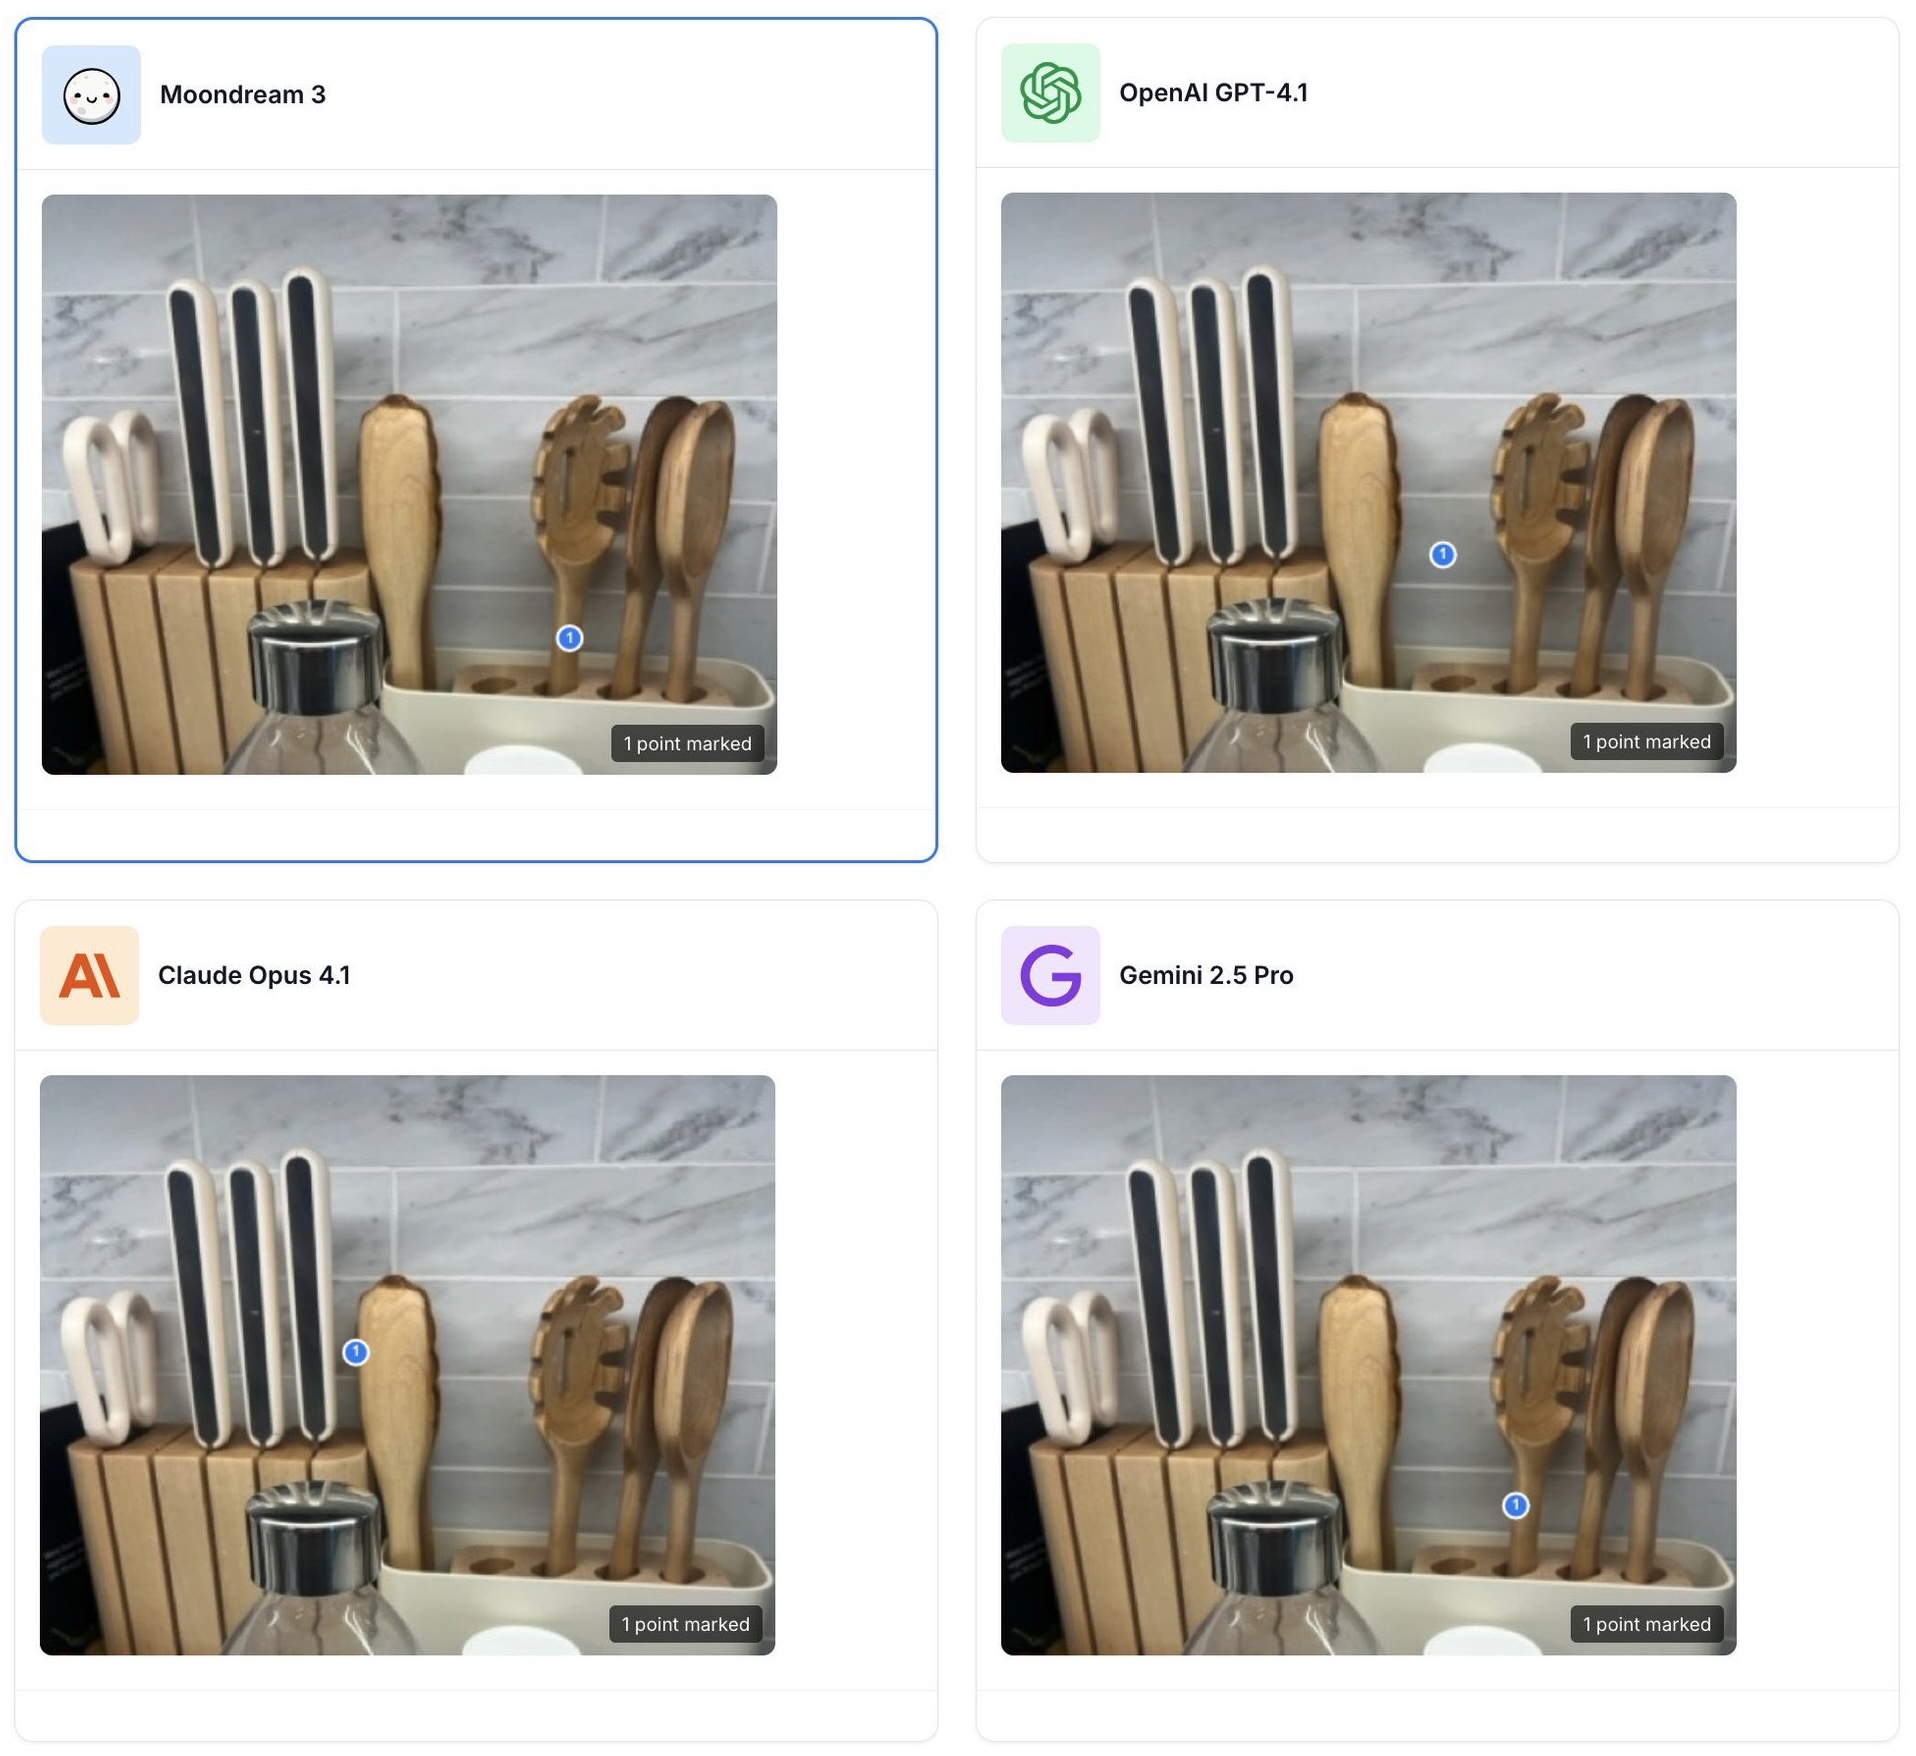 Moondream 3
OpenAI GPT-4.1
1
1 point marked
1
1 point marked
Claude Opus 4.1
Gemini 2.5 Pro
1
1 point marked
1
1 point marked